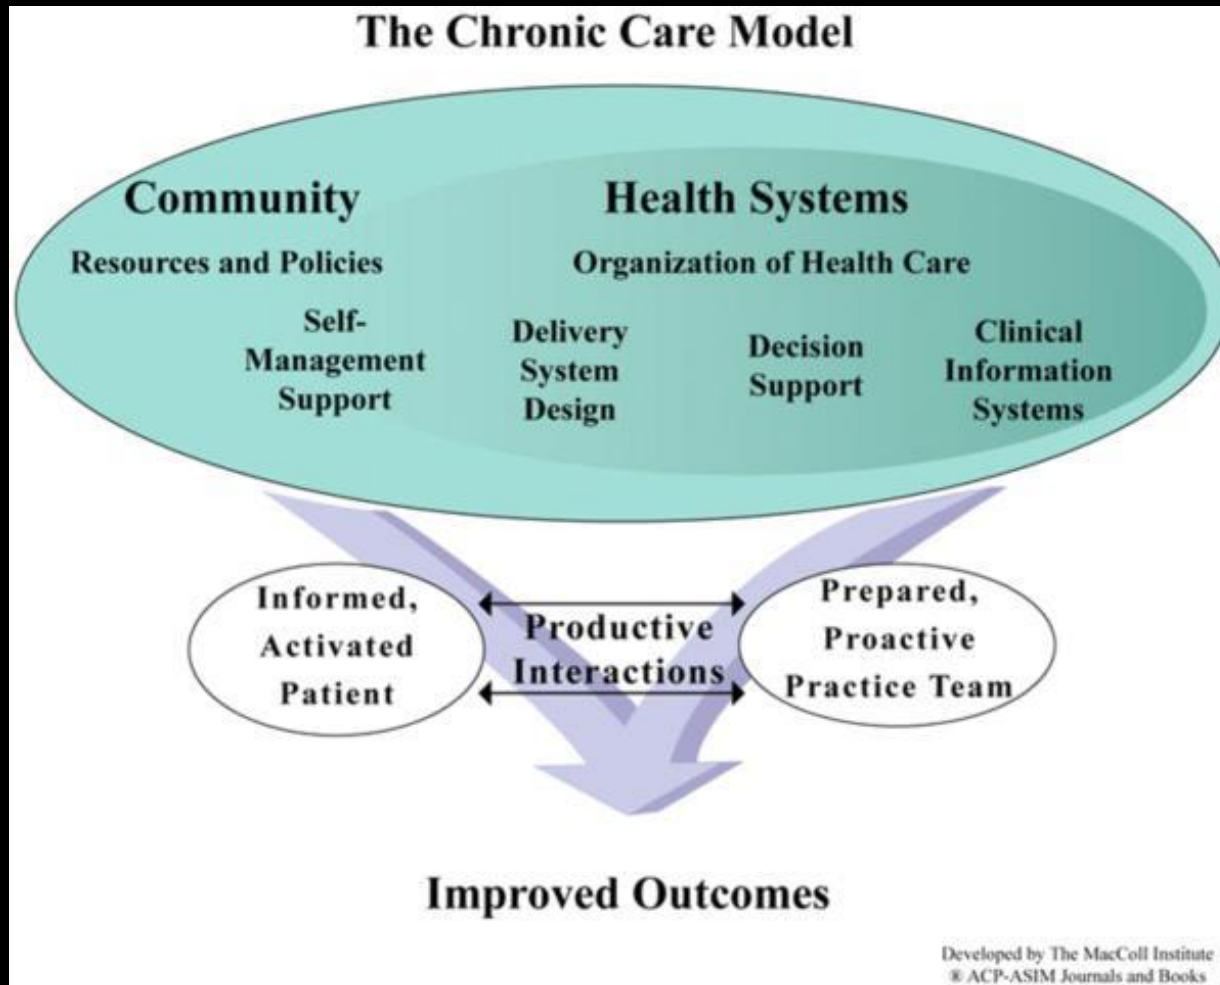 The Chronic Care Model
Community
Health Systems
Resources and Policies
Organization of Health Care
Self-
Management
Support
Delivery
System
Design
Decision
Support
Clinical
Information
Systems
Informed,
Activated
Patient
Productive
Interactions
Prepared,
Proactive
Practice Team
Improved Outcomes
Developed by The MacColl Institute
® ACP-ASIM Journals and Books